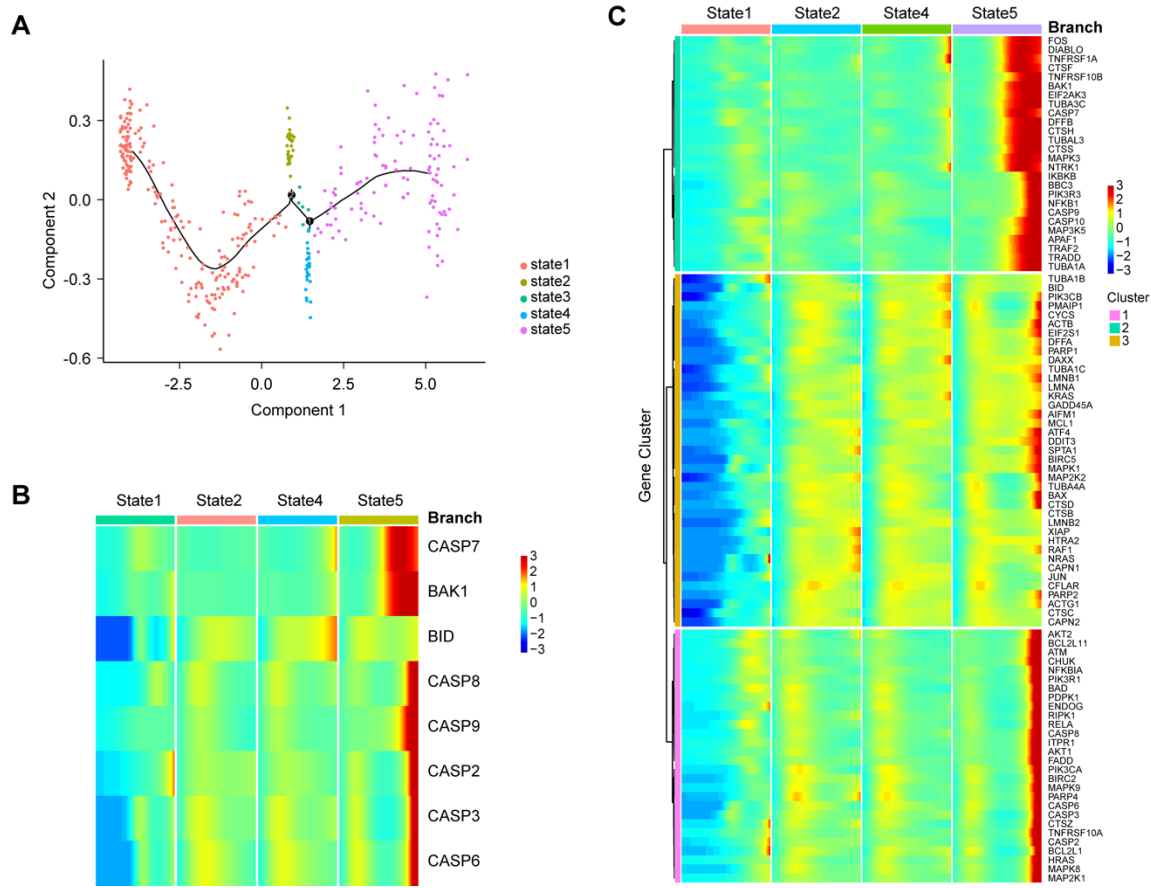 A
0.3
0.0
-0.3
-0.6
Component 2
-2.5
0.0
2.5
5.0
Component 1
2
1
state1
state2
state3
state4
state5
B
State1
State2
State4
State5
Branch
CASP7
BAK1
BID
CASP8
CASP9
CASP2
CASP3
CASP6
3
2
1
0
−1
−2
−3
C
State1
State2
State4
State5
Branch
FOS
DIABLO
TNFRSF1A
CTSF
TNFRSF10B
BAK1
EIF2AK3
TUBA3C
CASP7
DFFB
CTSH
TUBAL3
CTSS
MAPK3
NTRK1
IKBKB
BBC3
PIK3R3
NFKB1
CASP9
CASP10
MAP3K5
APAF1
TRAF2
TRADD
TUBA1A
TUBA1B
BID
PIK3CB
PMAIP1
CYCS
ACTB
EIF2S1
DFFA
PARP1
DAXX
TUBA1C
LMNB1
LMNA
KRAS
GADD45A
AIFM1
MCL1
ATF4
DDIT3
SPTA1
BIRC5
MAPK1
MAP2K2
TUBA4A
BAX
CTSD
CTSB
LMNB2
XIAP
HTRA2
RAF1
NRAS
CAPN1
JUN
CFLAR
PARP2
ACTG1
CTSC
CAPN2
AKT2
BCL2L11
ATM
CHUK
NFKBIA
PIK3R1
BAD
PDPK1
ENDOG
RIPK1
RELA
CASP8
ITPR1
AKT1
FADD
PIK3CA
BIRC2
MAPK9
PARP4
CASP6
CASP3
CTSZ
TNFRSF10A
CASP2
BCL2L1
HRAS
MAPK8
MAP2K1
Gene Cluster
3
2
1
0
−1
−2
−3
Cluster
1
2
3